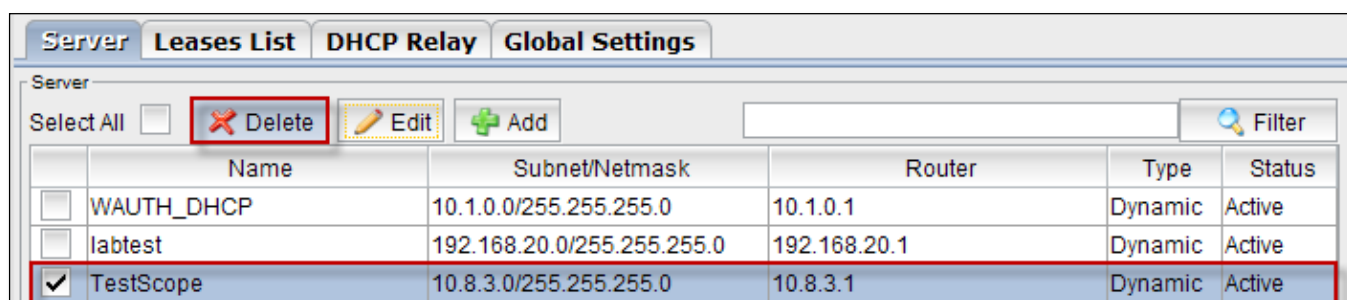 Server Leases List DHCP Relay Global Settings
Server
Select All Delete Edit Add Filter
Name Subnet/Netmask Router Type Status
WAUTH_DHCP 10.1.0.0/255.255.255.0 10.1.0.1 Dynamic Active
labtest 192.168.20.0/255.255.255.0 192.168.20.1 Dynamic Active
TestScope 10.8.3.0/255.255.255.0 10.8.3.1 Dynamic Active